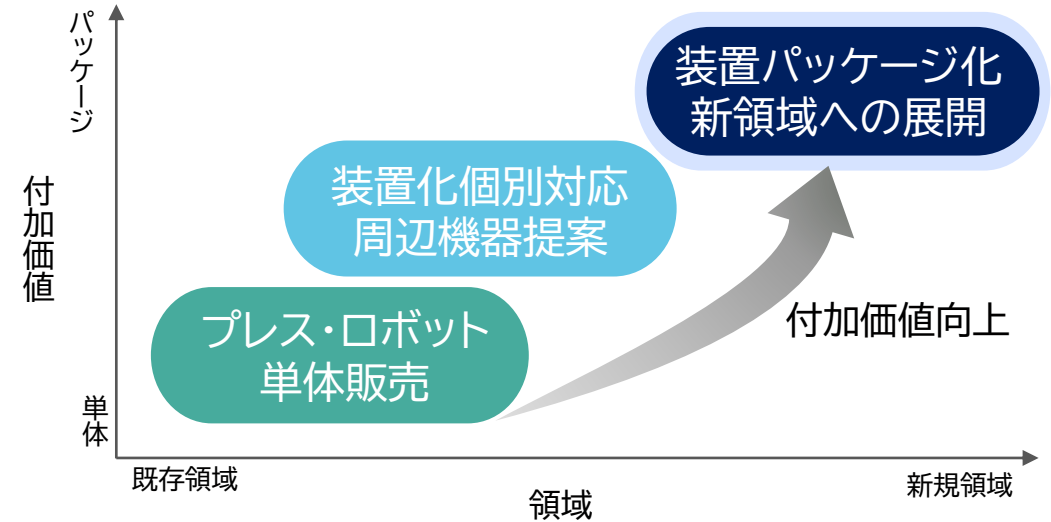 パッケージ
付加価値
単体
装置パッケージ化
新領域への展開
装置化個別対応
周辺機器提案
プレス・ロボット
単体販売
付加価値向上
既存領域
領域
新規領域